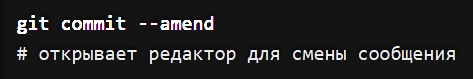 git commit --amend
# открывает редактор для смены сообщения